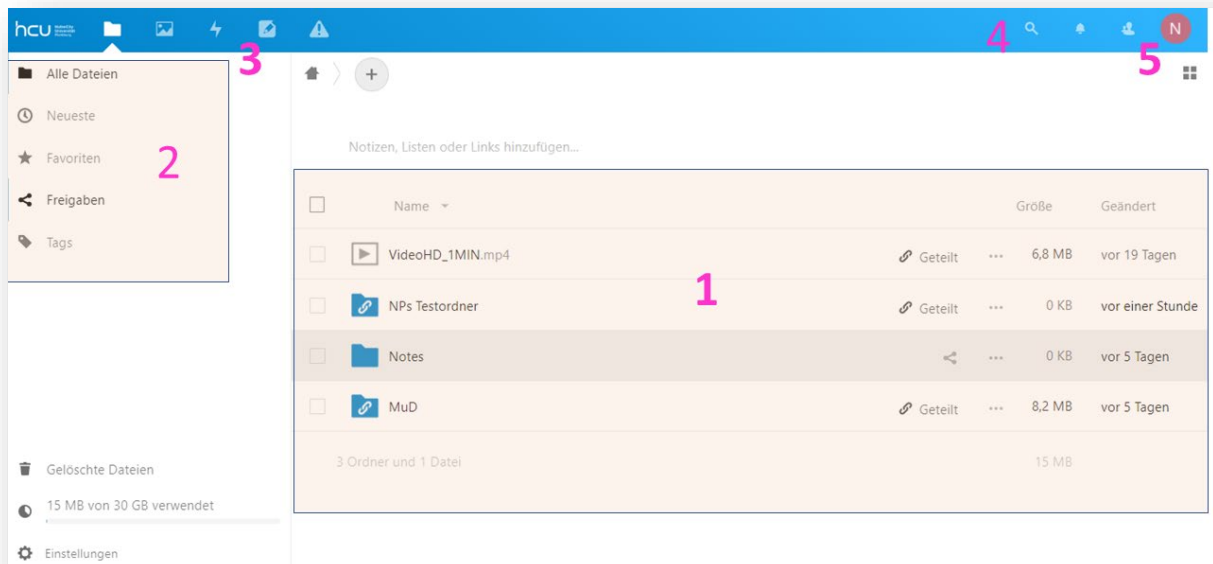 hcu
3
4
N
5
Alle Dateien
Neueste
Favoriten
Freigaben
Tags
2
+
Notizen, Listen oder Links hinzufügen...
Name Größe Geändert
VideoHD_1MIN.mp4 Geteilt ... 6,8 MB vor 19 Tagen
1
NPs Testordner Geteilt ... 0 KB vor einer Stunde
Notes ... 0 KB vor 5 Tagen
MuD Geteilt ... 8,2 MB vor 5 Tagen
3 Ordner und 1 Datei 15 MB
Gelöschte Dateien
15 MB von 30 GB verwendet
Einstellungen